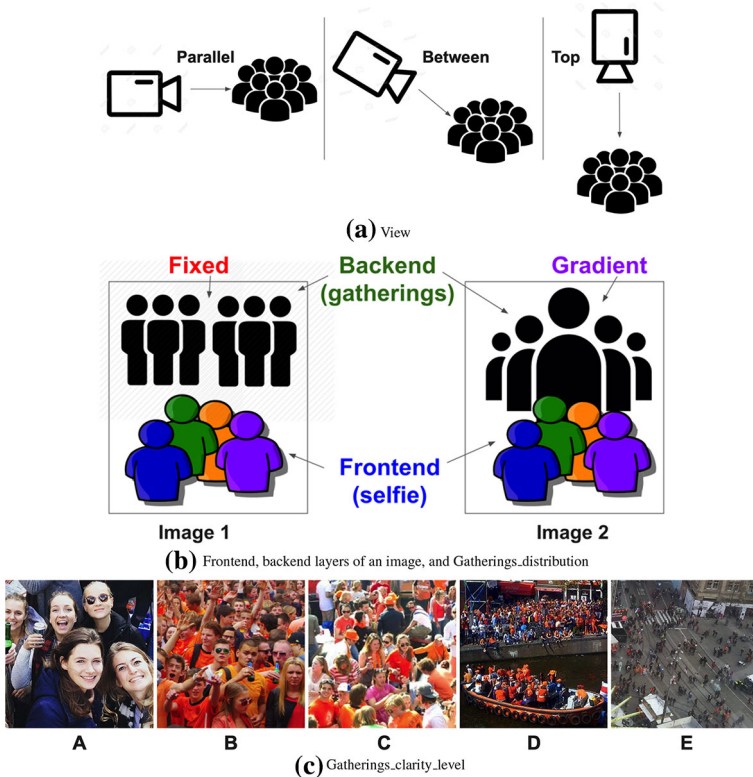 Parallel
Between
Top
(a) View
Fixed
Backend
(gatherings)
Gradient
Frontend
(selfie)
Image 1
Image 2
(b) Frontend, backend layers of an image, and Gatherings_distribution
A B C D E
(c) Gatherings_clarity_level